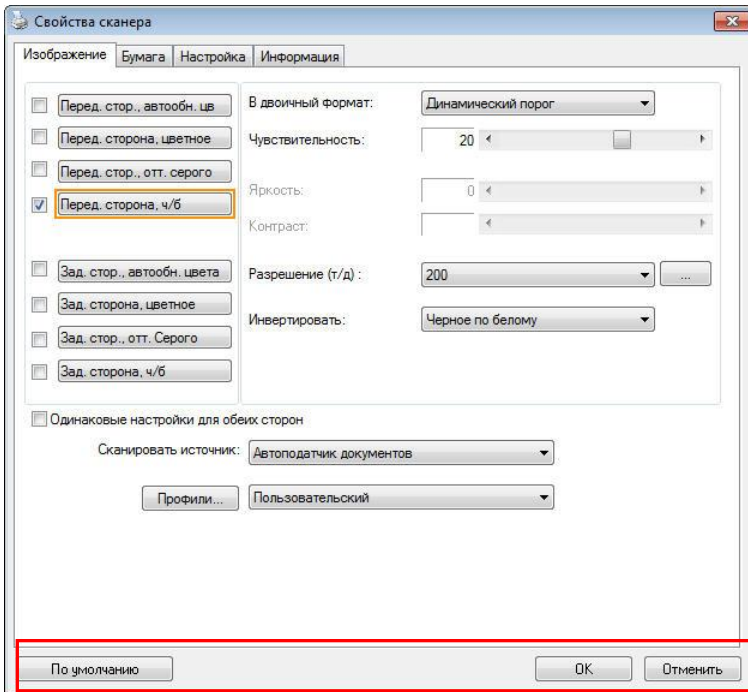 Свойства сканера
Изображение Бумага Настройка Информация
Перед. стор., автообн. цв
Перед. сторона, цветное
Перед. стор., отт. серого
Перед. сторона, ч/б
Зад. стор., автообн. цвета
Зад. сторона, цветное
Зад. стор., отт. Серого
Зад. сторона, ч/б
В двоичный формат: Динамический порог
Чувствительность: 20
Яркость: 0
Контраст:
Разрешение (т/д) : 200 ...
Инвертировать: Черное по белому
Одинаковые настройки для обеих сторон
Сканировать источник: Автоподатчик документов
Профили... Пользовательский
По умолчанию OK Отменить